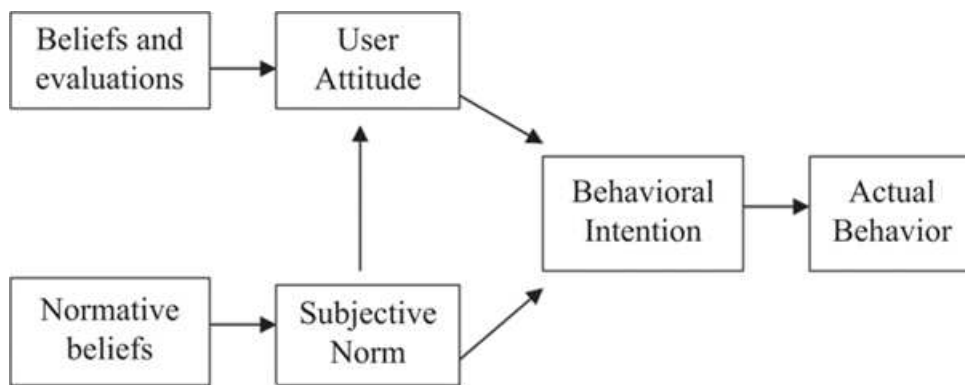 Beliefs and
evaluations
User
Attitude
Behavioral
Intention
Actual
Behavior
Normative
beliefs
Subjective
Norm